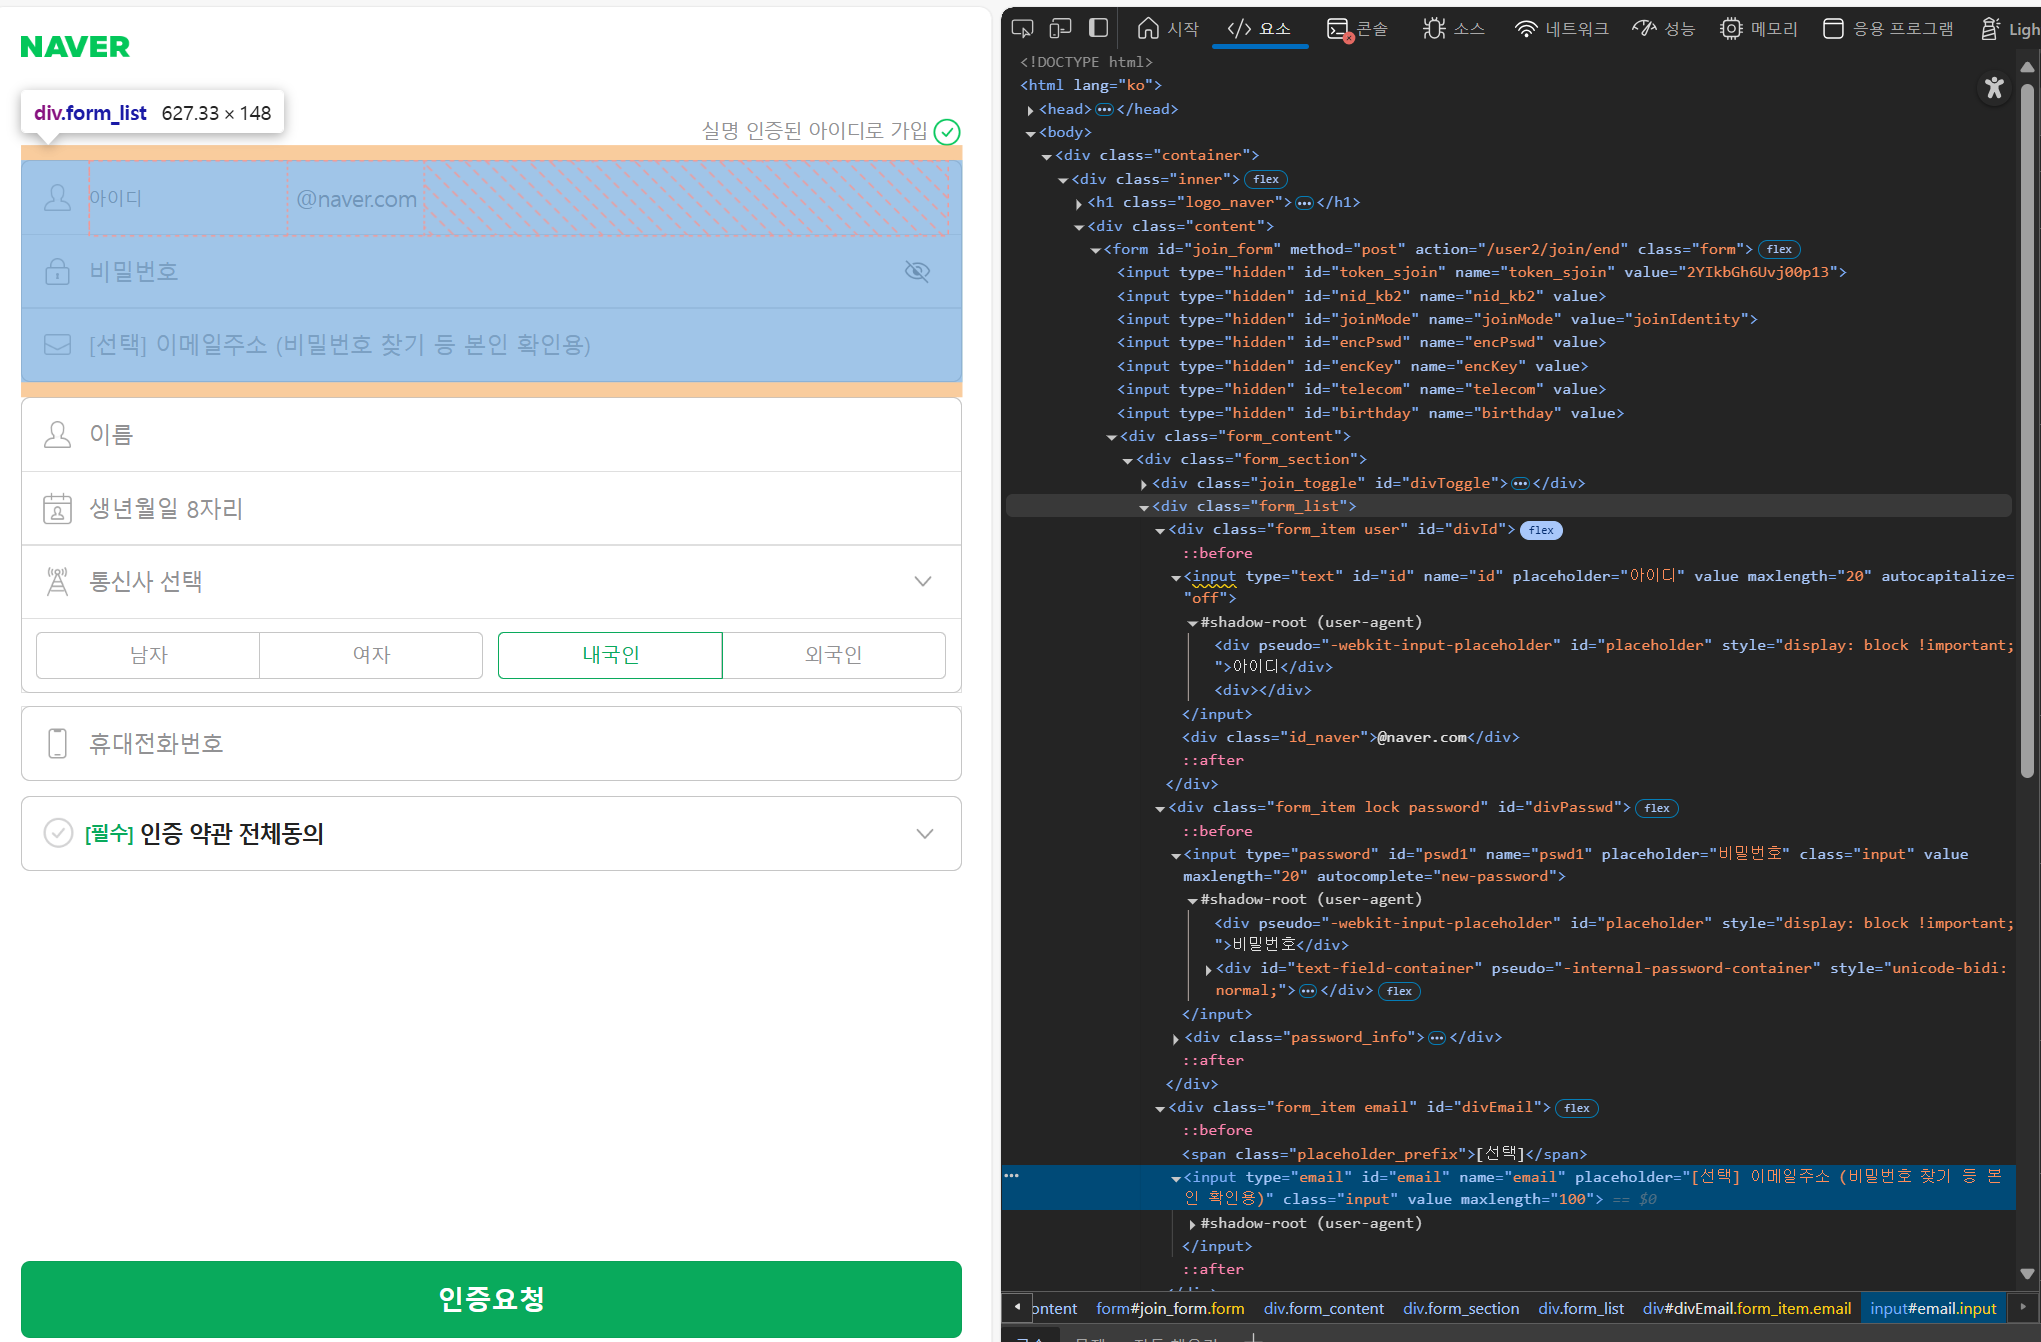 NAVER
div.form_list 627.33 × 148
실명 인증된 아이디로 가입
아이디 @naver.com
비밀번호
[선택] 이메일주소 (비밀번호 찾기 등 본인 확인용)
이름
생년월일 8자리
통신사 선택
남자 여자 내국인 외국인
휴대전화번호
[필수] 인증 약관 전체동의
인증요청
시작 요소 콘솔 소스 네트워크 성능 메모리 응용 프로그램 Ligh
<!DOCTYPE html>
<html lang="ko">
<head>•••</head>
<body>
<div class="container">
<div class="inner"> flex
<h1 class="logo_naver">•••</h1>
<div class="content">
<form id="join_form" method="post" action="/user2/join/end" class="form"> flex
<input type="hidden" id="token_sjoin" name="token_sjoin" value="2YIkbGh6Uvj00p13">
<input type="hidden" id="nid_kb2" name="nid_kb2" value>
<input type="hidden" id="joinMode" name="joinMode" value="joinIdentity">
<input type="hidden" id="encPswd" name="encPswd" value>
<input type="hidden" id="encKey" name="encKey" value>
<input type="hidden" id="telecom" name="telecom" value>
<input type="hidden" id="birthday" name="birthday" value>
<div class="form_content">
<div class="form_section">
<div class="join_toggle" id="divToggle">•••</div>
<div class="form_list">
<div class="form_item user" id="divId"> flex
::before
<input type="text" id="id" name="id" placeholder="아이디" value maxlength="20" autocapitalize=
"off">
#shadow-root (user-agent)
<div pseudo="-webkit-input-placeholder" id="placeholder" style="display: block !important;
">아이디</div>
<div></div>
</input>
<div class="id_naver">@naver.com</div>
::after
</div>
<div class="form_item lock password" id="divPasswd"> flex
::before
<input type="password" id="pswd1" name="pswd1" placeholder="비밀번호" class="input" value
maxlength="20" autocomplete="new-password">
#shadow-root (user-agent)
<div pseudo="-webkit-input-placeholder" id="placeholder" style="display: block !important;
">비밀번호</div>
<div id="text-field-container" pseudo="-internal-password-container" style="unicode-bidi:
normal;">•••</div> flex
</input>
<div class="password_info">•••</div>
::after
</div>
<div class="form_item email" id="divEmail"> flex
::before
<span class="placeholder_prefix">[선택]</span>
••• <input type="email" id="email" name="email" placeholder="[선택] 이메일주소 (비밀번호 찾기 등 본
인 확인용)" class="input" value maxlength="100"> == $0
#shadow-root (user-agent)
</input>
::after
ontent form#join_form.form div.form_content div.form_section div.form_list div#divEmail.form_item.email input#email.input